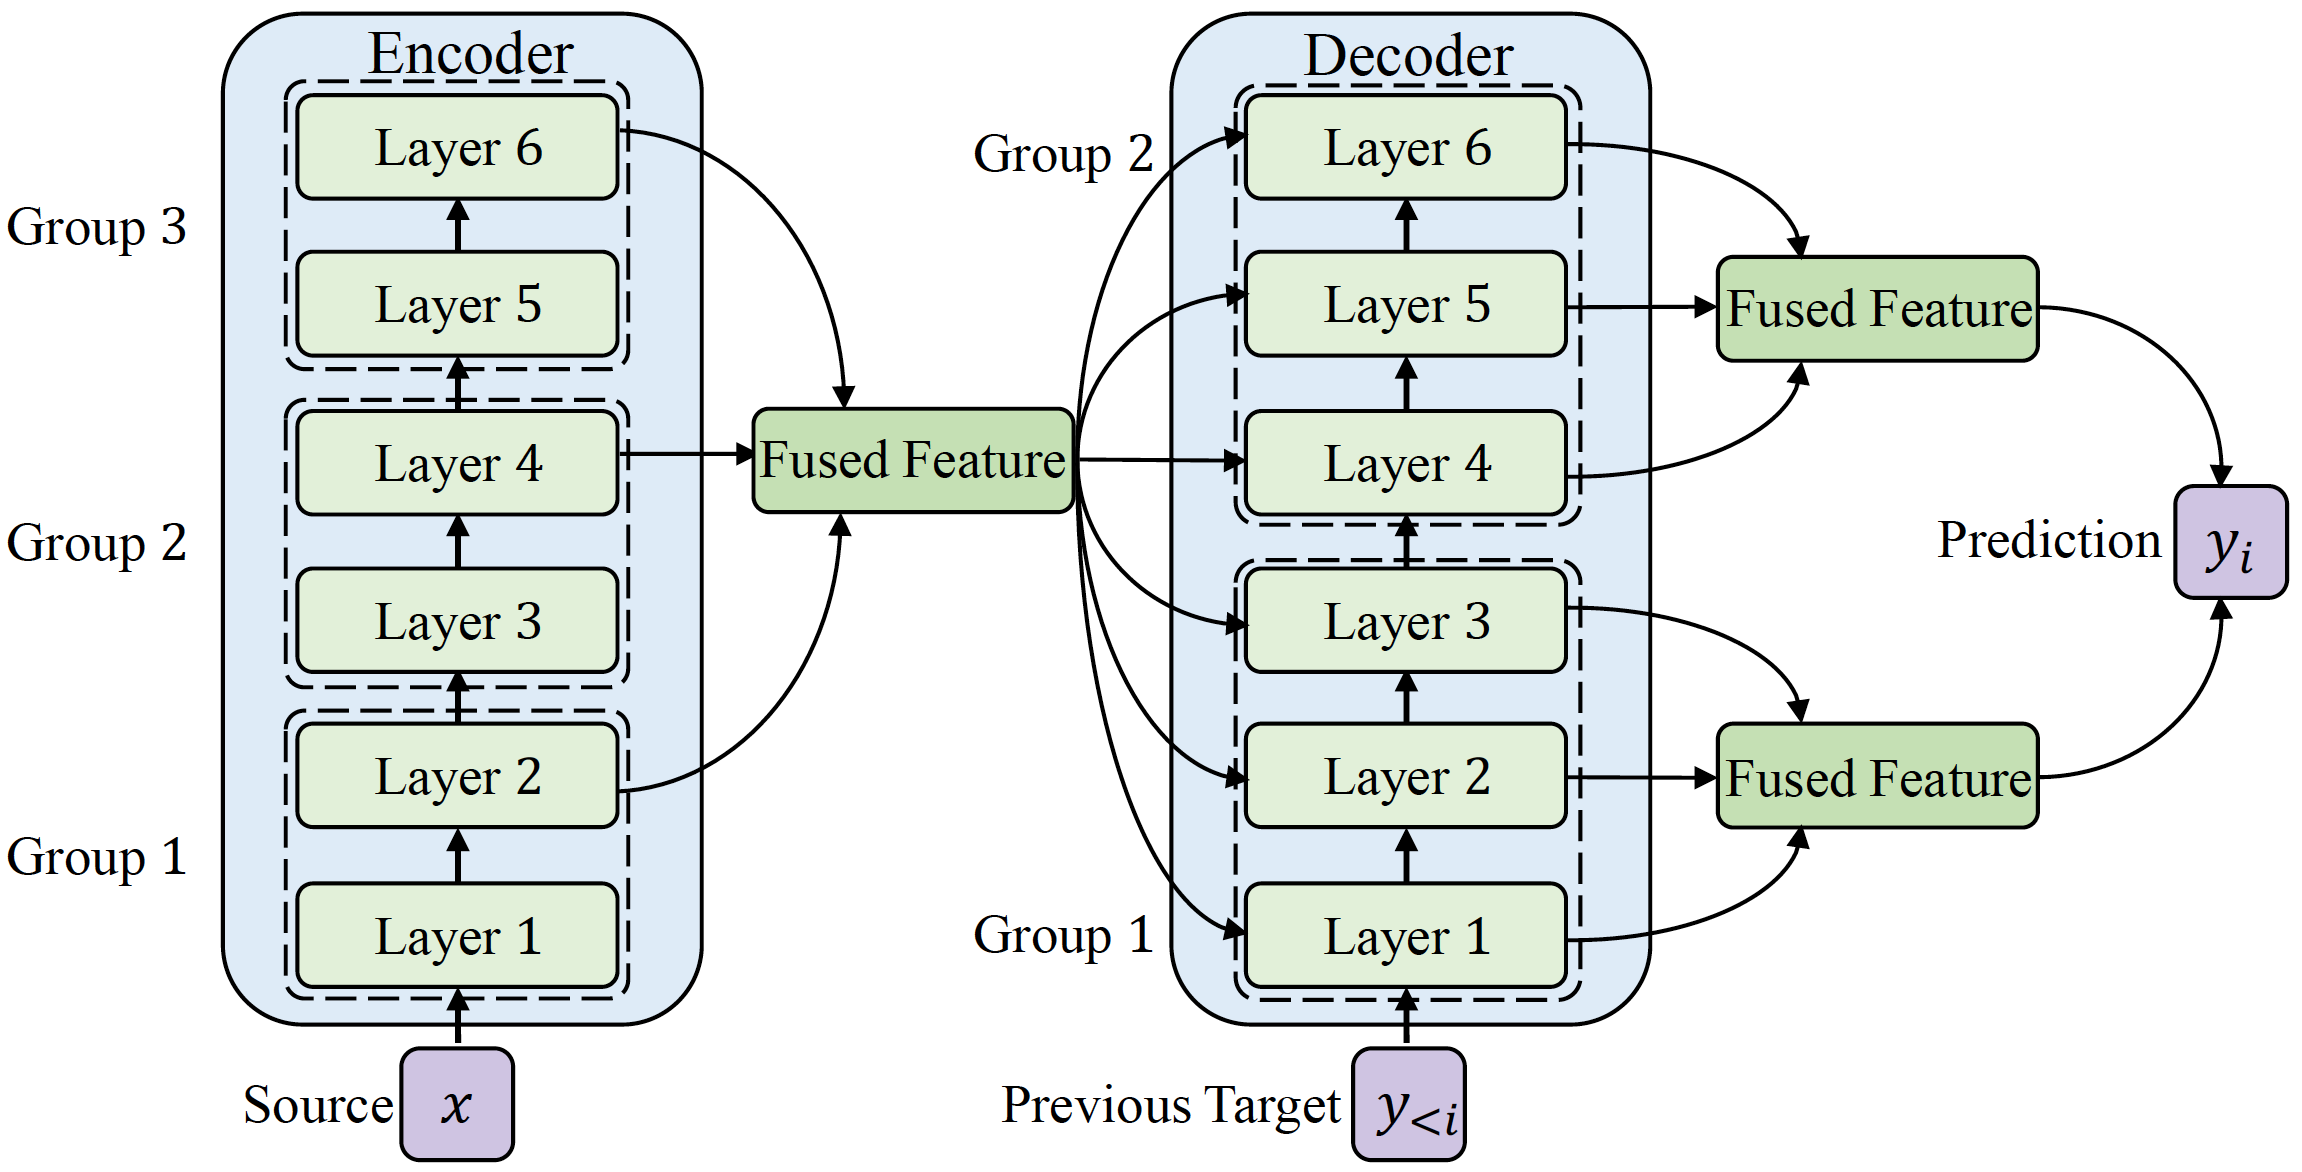 Encoder
Layer 6
Group 3
Layer 5
Layer 4
Group 2
Layer 3
Layer 2
Group 1
Layer 1
Source
x
Fused Feature
Decoder
Group 2
Layer 6
Layer 5
Layer 4
Layer 3
Layer 2
Group 1
Layer 1
Previous Target
y<i
Fused Feature
Fused Feature
Prediction
yi